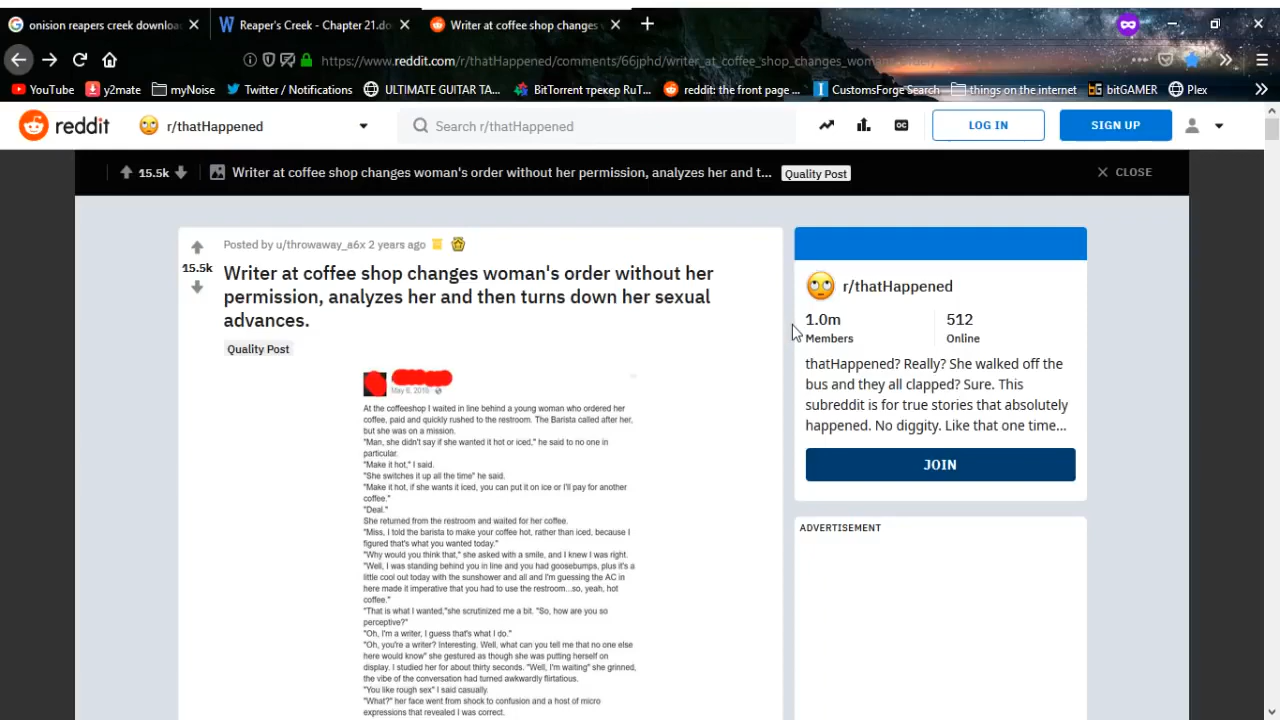 onision reapers creek downloa
Reaper's Creek - Chapter 21.do
Writer at coffee shop changes
https://www.reddit.com/r/thatHappened/comments/66jphd/writer_at_coffee_shop_changes_woma
YouTube
y2mate
myNoise
Twitter / Notifications
ULTIMATE GUITAR TA...
BitTorrent трекер RuT...
reddit: the front page ...
CustomsForge Search
things on the internet
bitGAMER
Plex
reddit
r/thatHappened
Search r/thatHappened
OC
LOG IN
SIGN UP
15.5k
Writer at coffee shop changes woman's order without her permission, analyzes her and t...
Quality Post
CLOSE
Posted by u/throwaway_a6x 2 years ago
15.5k
Writer at coffee shop changes woman's order without her
permission, analyzes her and then turns down her sexual
advances.
Quality Post
At the coffeeshop I waited in line behind a young woman who ordered her
coffee, paid and quickly rushed to the restroom. The Barista called after her,
but she was on a mission.
"Man, she didn't say if she wanted it hot or iced," he said to no one in
particular.
"Make it hot," I said.
"She switches it up all the time" he said.
"Make it hot, if she wants it iced, you can put it on ice or I'll pay for another
coffee."
"Deal."
She returned from the restroom and waited for her coffee.
"Miss, I told the barista to make your coffee hot, rather than iced, because I
figured that's what you wanted today."
"Why would you think that," she asked with a smile, and I knew I was right.
"Well, I was standing behind you in line and you had goosebumps, plus it's a
little cool out today with the sunshower and all and I'm guessing the AC in
here made it imperative that you had to use the restroom...so, yeah, hot
coffee."
"That is what I wanted,"she scrutinized me a bit. "So, how are you so
perceptive?"
"Oh, I'm a writer, I guess that's what I do."
"Oh, you're a writer? Interesting. Well, what can you tell me that no one else
here would know" she gestured as though she was putting herself on
display. I studied her for about thirty seconds. "Well, I'm waiting" she grinned,
the vibe of the conversation had turned awkwardly flirtatious.
"You like rough sex" I said casually.
"What?" her face went from shock to confusion and a host of micro
expressions that revealed I was correct.
r/thatHappened
1.0m
Members
512
Online
thatHappened? Really? She walked off the
bus and they all clapped? Sure. This
subreddit is for true stories that absolutely
happened. No diggity. Like that one time...
JOIN
ADVERTISEMENT